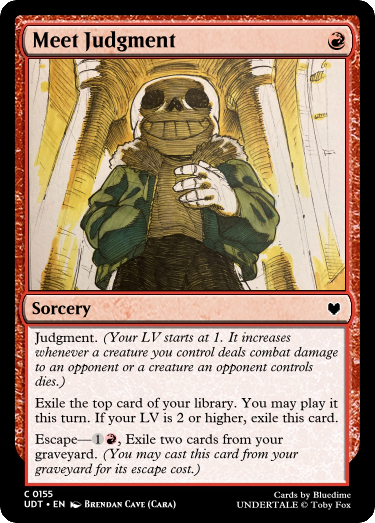 Meet Judgment
Sorcery
Judgment. (Your LV starts at 1. It increases
whenever a creature you control deals combat damage
to an opponent or a creature an opponent controls
dies.)
Exile the top card of your library. You may play it
this turn. If your LV is 2 or higher, exile this card.
Escape—1, Exile two cards from your
graveyard. (You may cast this card from your
graveyard for its escape cost.)
C 0155
UDT • EN Brendan Cave (Cara)
Cards by Bluedime
UNDERTALE © Toby Fox